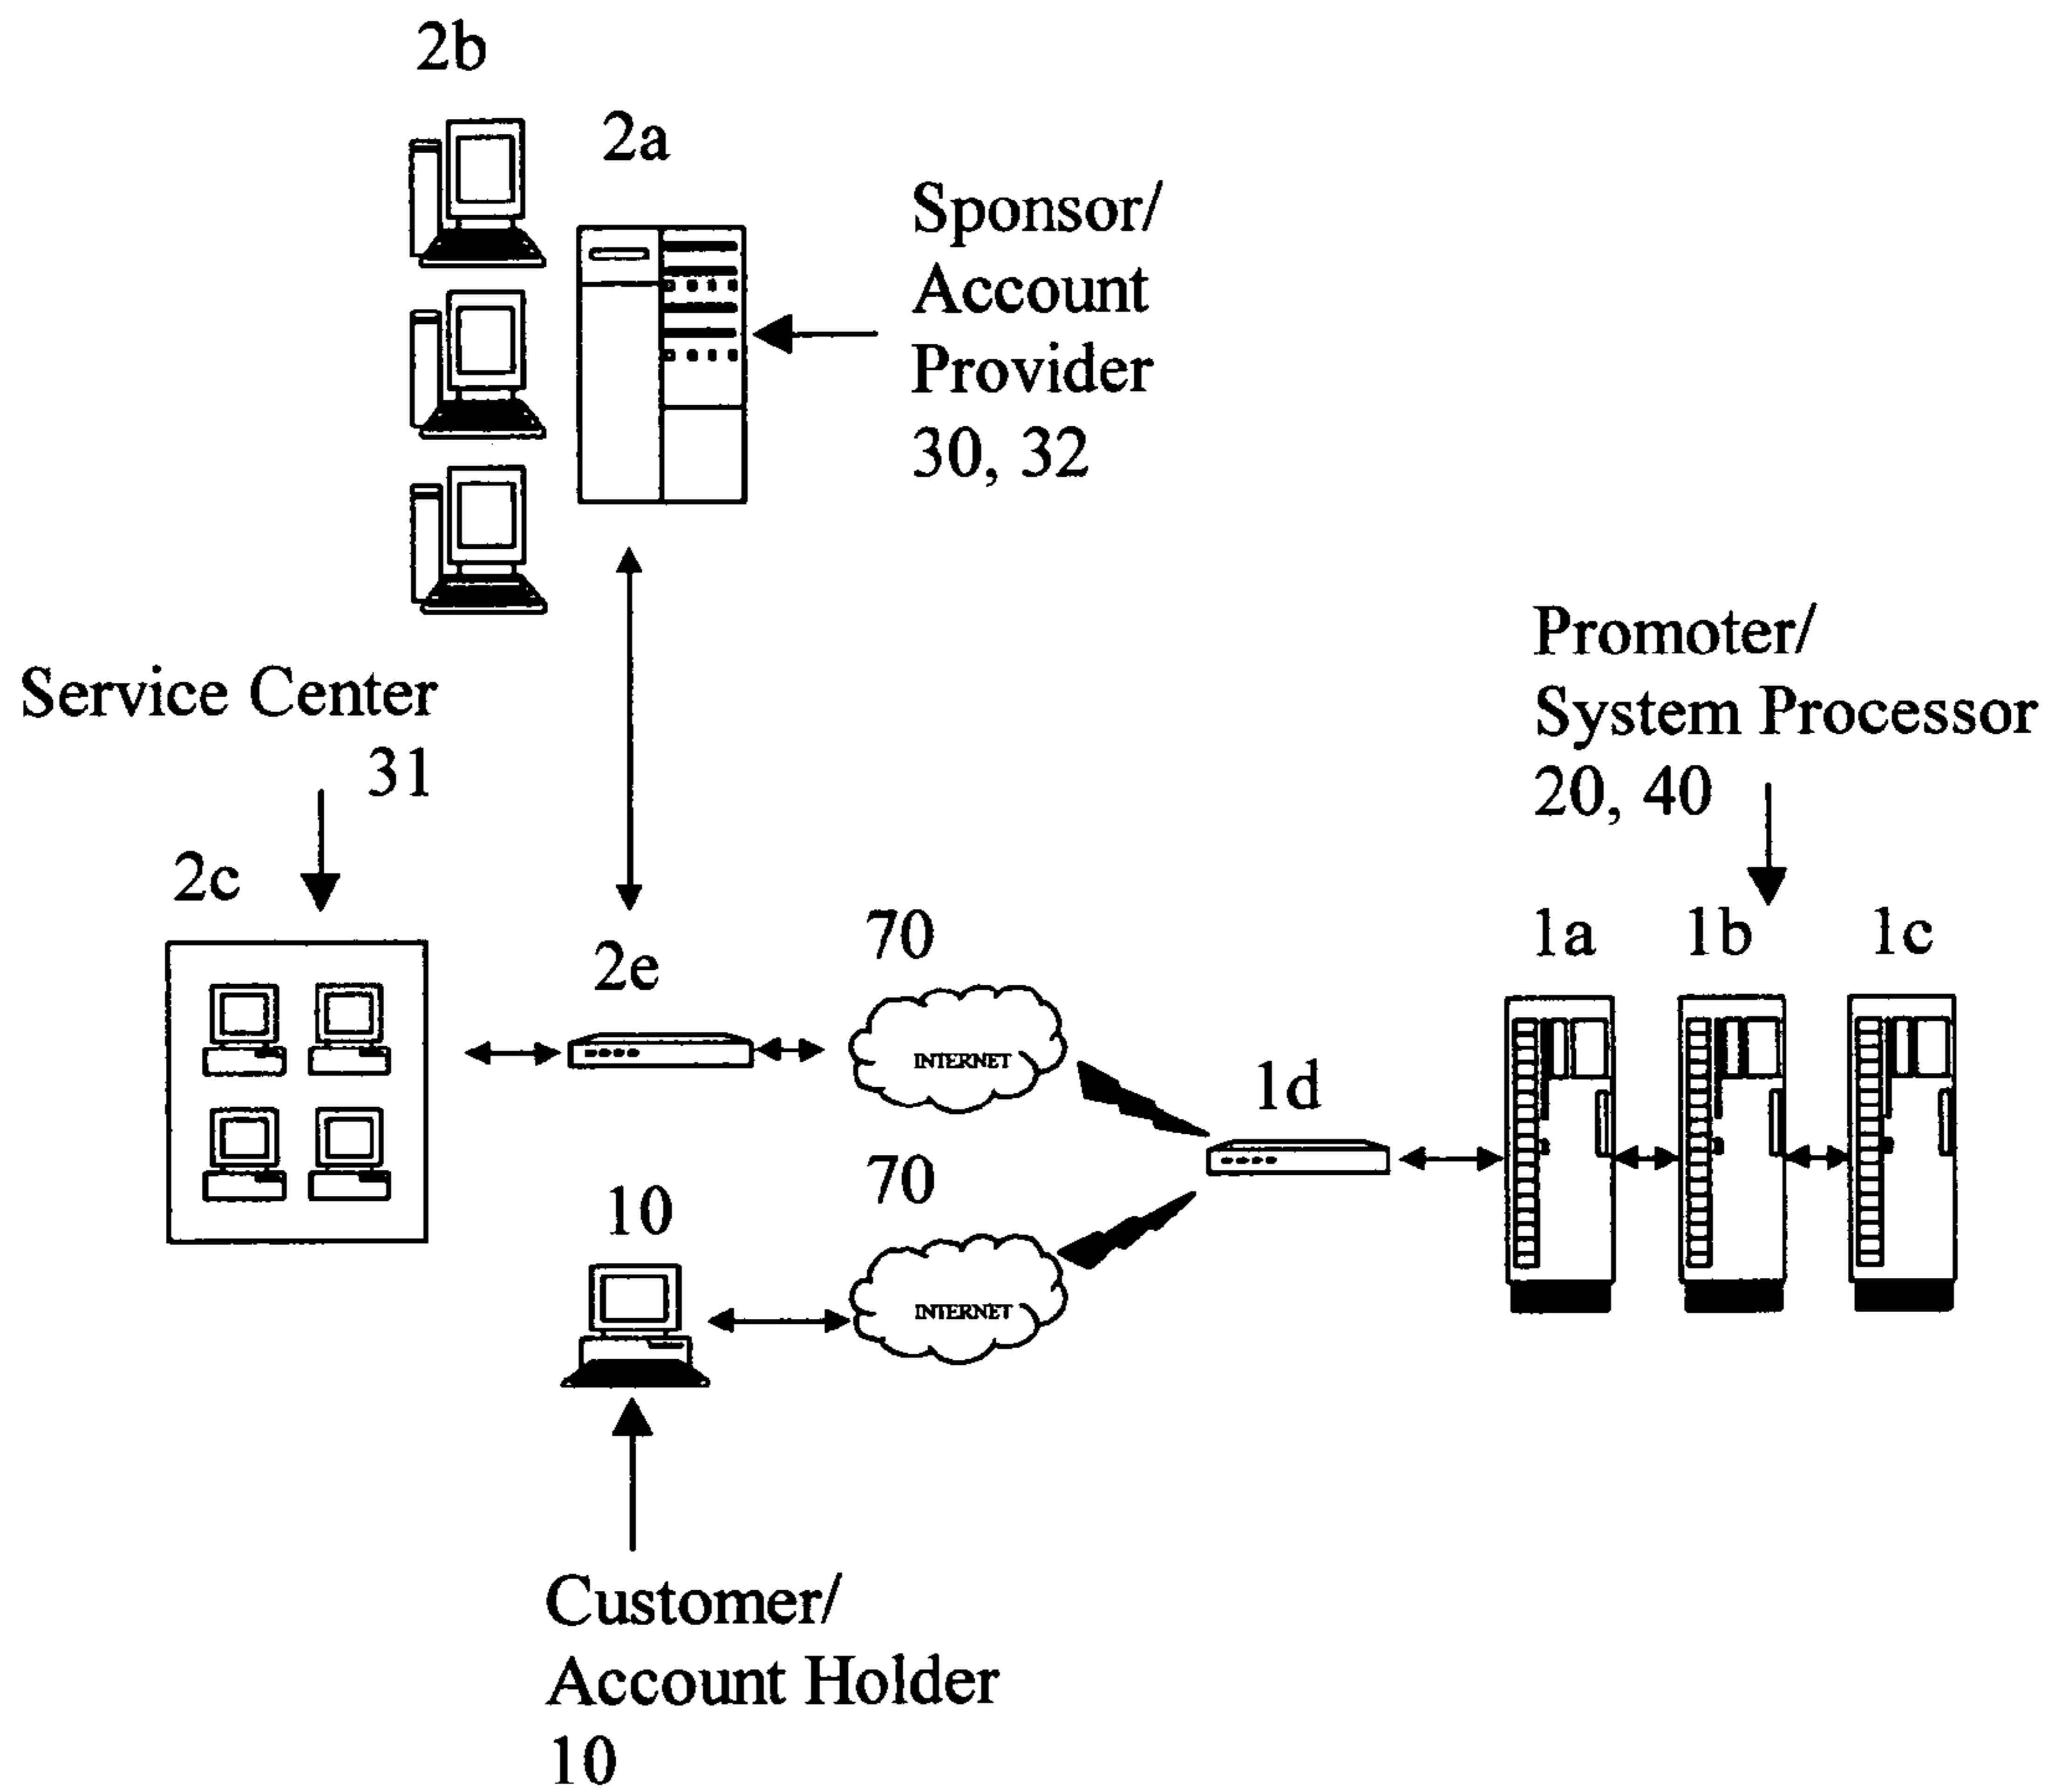 2b
2a
Sponsor/
Account
Provider
30, 32
Service Center
31
Promoter/
System Processor
20, 40
2c
2e
70
1a
1b
1c
INTERNET
1d
10
70
INTERNET
Customer/
Account Holder
10